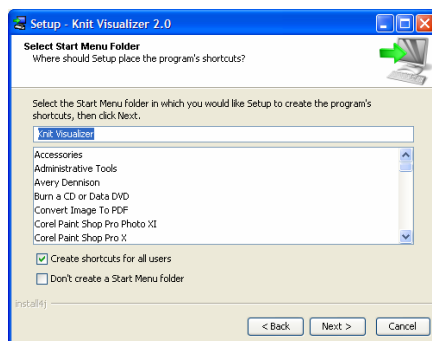 Setup - Knit Visualizer 2.0
Select Start Menu Folder
Where should Setup place the program's shortcuts?
Select the Start Menu folder in which you would like Setup to create the program's
shortcuts, then click Next.
Knit Visualizer
Accessories
Administrative Tools
Avery Dennison
Burn a CD or Data DVD
Convert Image To PDF
Corel Paint Shop Pro Photo XI
Corel Paint Shop Pro X
Create shortcuts for all users
Don't create a Start Menu folder
install4j
< Back Next > Cancel